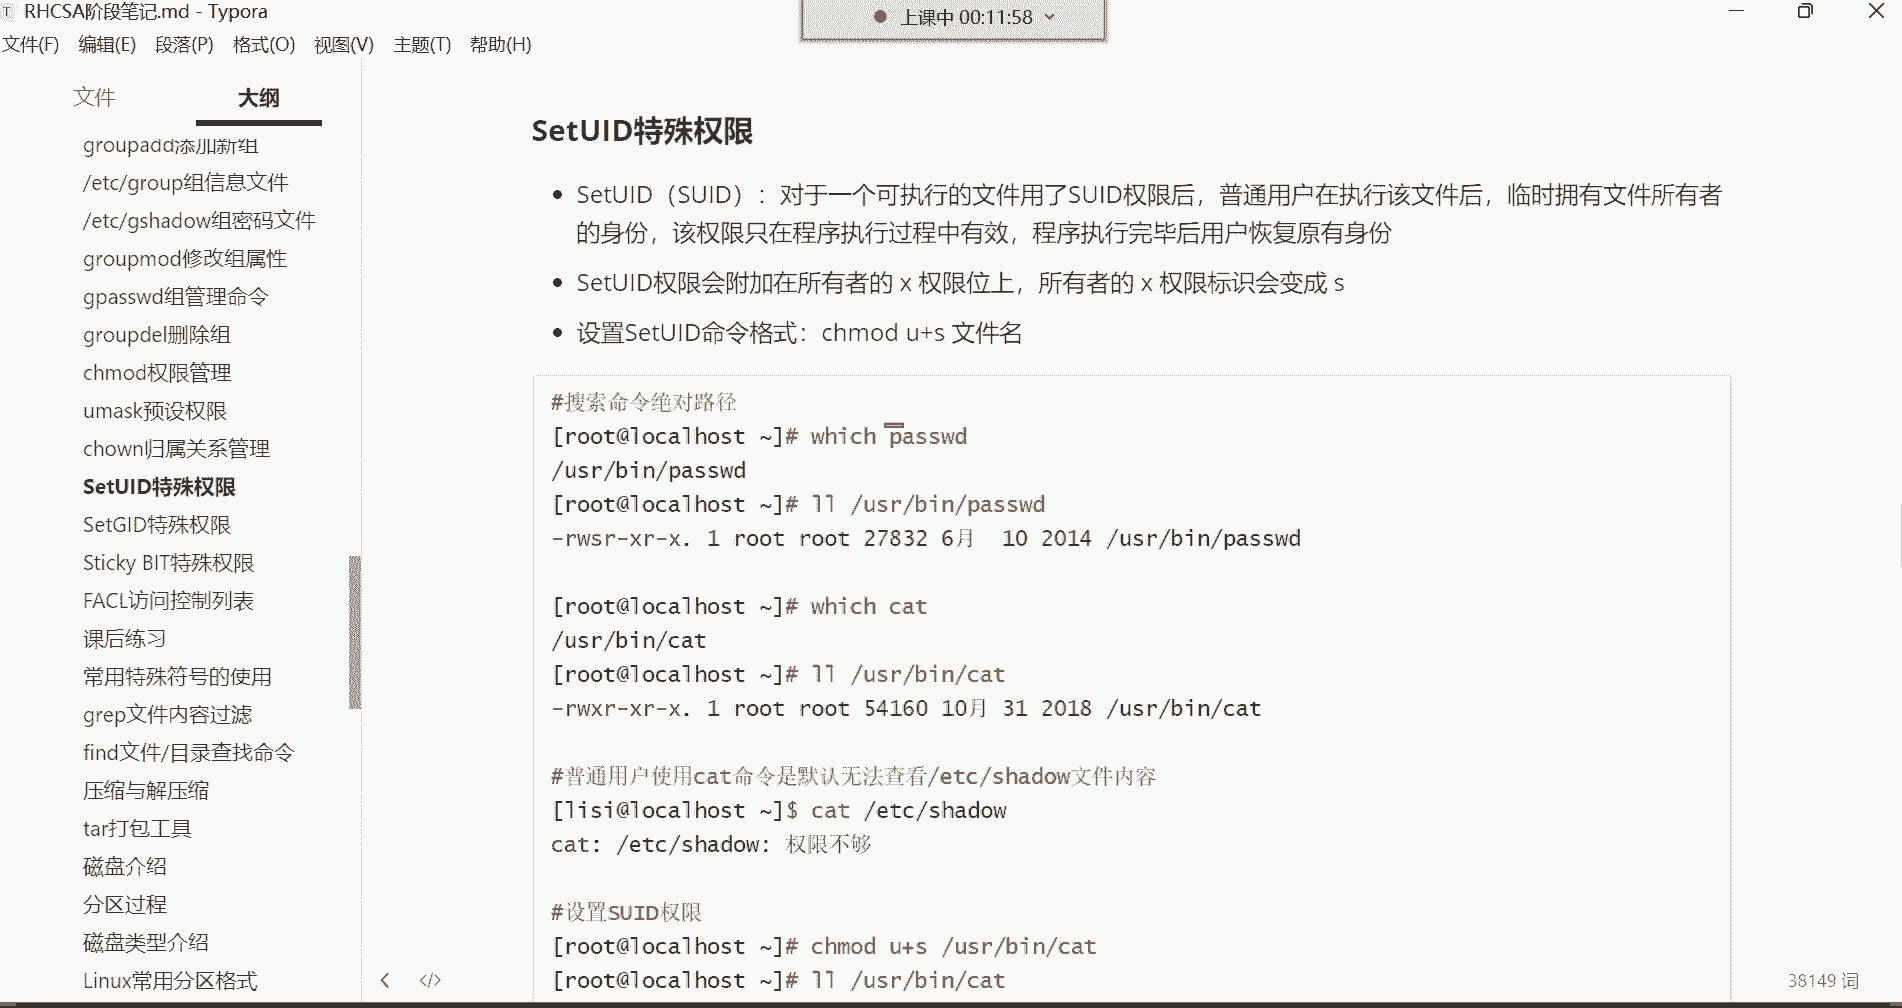 RHCSA阶段笔记.md - Typora
上课中 00:11:58
文件(F) 编辑(E) 段落(P) 格式(O) 视图(V) 主题(T) 帮助(H)
文件 大纲
groupadd添加新组
/etc/group组信息文件
/etc/gshadow组密码文件
groupmod修改组属性
gpasswd组管理命令
groupdel删除组
chmod权限管理
umask预设权限
chown归属关系管理
SetUID特殊权限
SetGID特殊权限
Sticky BIT特殊权限
FACL访问控制列表
课后练习
常用特殊符号的使用
grep文件内容过滤
find文件/目录查找命令
压缩与解压缩
tar打包工具
磁盘介绍
分区过程
磁盘类型介绍
Linux常用分区格式
SetUID特殊权限
SetUID（SUID）：对于一个可执行的文件用了SUID权限后，普通用户在执行该文件后，临时拥有文件所有者
的身份，该权限只在程序执行过程中有效，程序执行完毕后用户恢复原有身份
SetUID权限会附加在所有者的 x 权限位上，所有者的 x 权限标识会变成 s
设置SetUID命令格式：chmod u+s 文件名
#搜索命令绝对路径
[root@localhost ~]# which passwd
/usr/bin/passwd
[root@localhost ~]# ll /usr/bin/passwd
-rwsr-xr-x. 1 root root 27832 6月  10 2014 /usr/bin/passwd
[root@localhost ~]# which cat
/usr/bin/cat
[root@localhost ~]# ll /usr/bin/cat
-rwxr-xr-x. 1 root root 54160 10月 31 2018 /usr/bin/cat
#普通用户使用cat命令是默认无法查看/etc/shadow文件内容
[lisi@localhost ~]$ cat /etc/shadow
cat: /etc/shadow: 权限不够
#设置SUID权限
[root@localhost ~]# chmod u+s /usr/bin/cat
[root@localhost ~]# ll /usr/bin/cat
38149 词